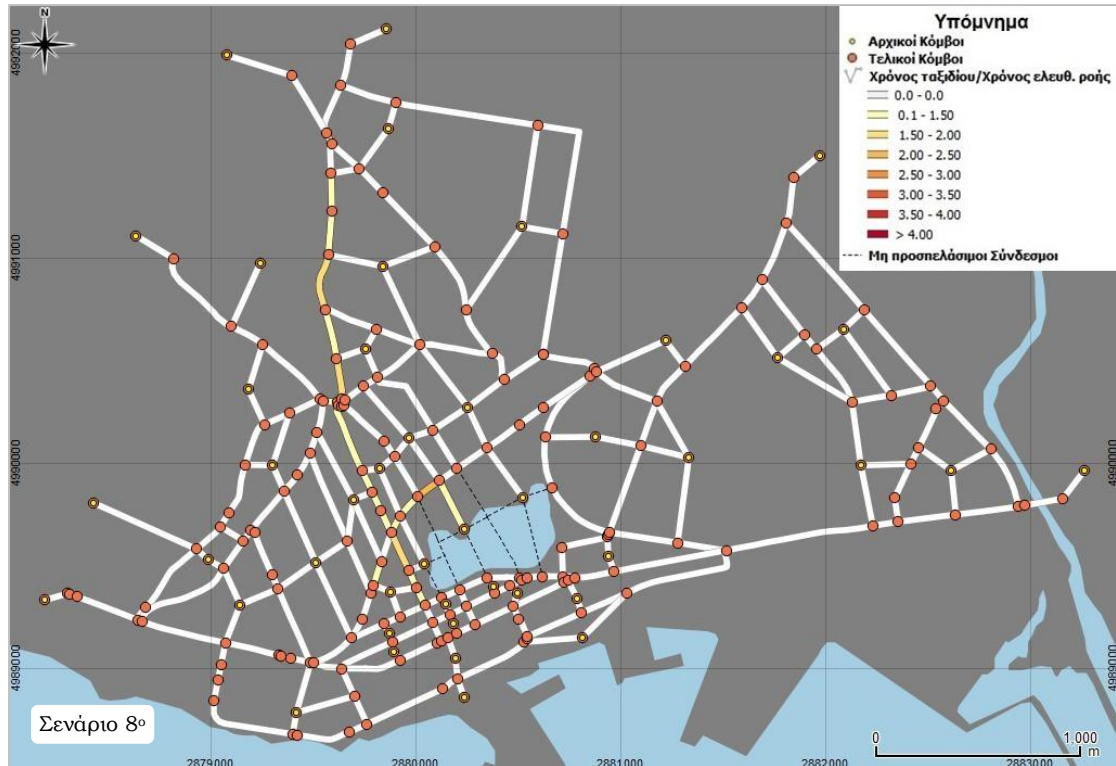 N
Υπόμνημα
Αρχικοί Κόμβοι
Τελικοί Κόμβοι
Χρόνος ταξιδίου/Χρόνος ελευθ. ροής
0.0 - 0.0
0.1 - 1.50
1.50 - 2.00
2.00 - 2.50
2.50 - 3.00
3.00 - 3.50
3.50 - 4.00
> 4.00
Μη προσπελάσιμοι Σύνδεσμοι
4992000
4991000
4990000
4989000
4990000
4989000
Σενάριο 8ο
0 1,000
m
2879000 2880000 2881000 2882000 2883000